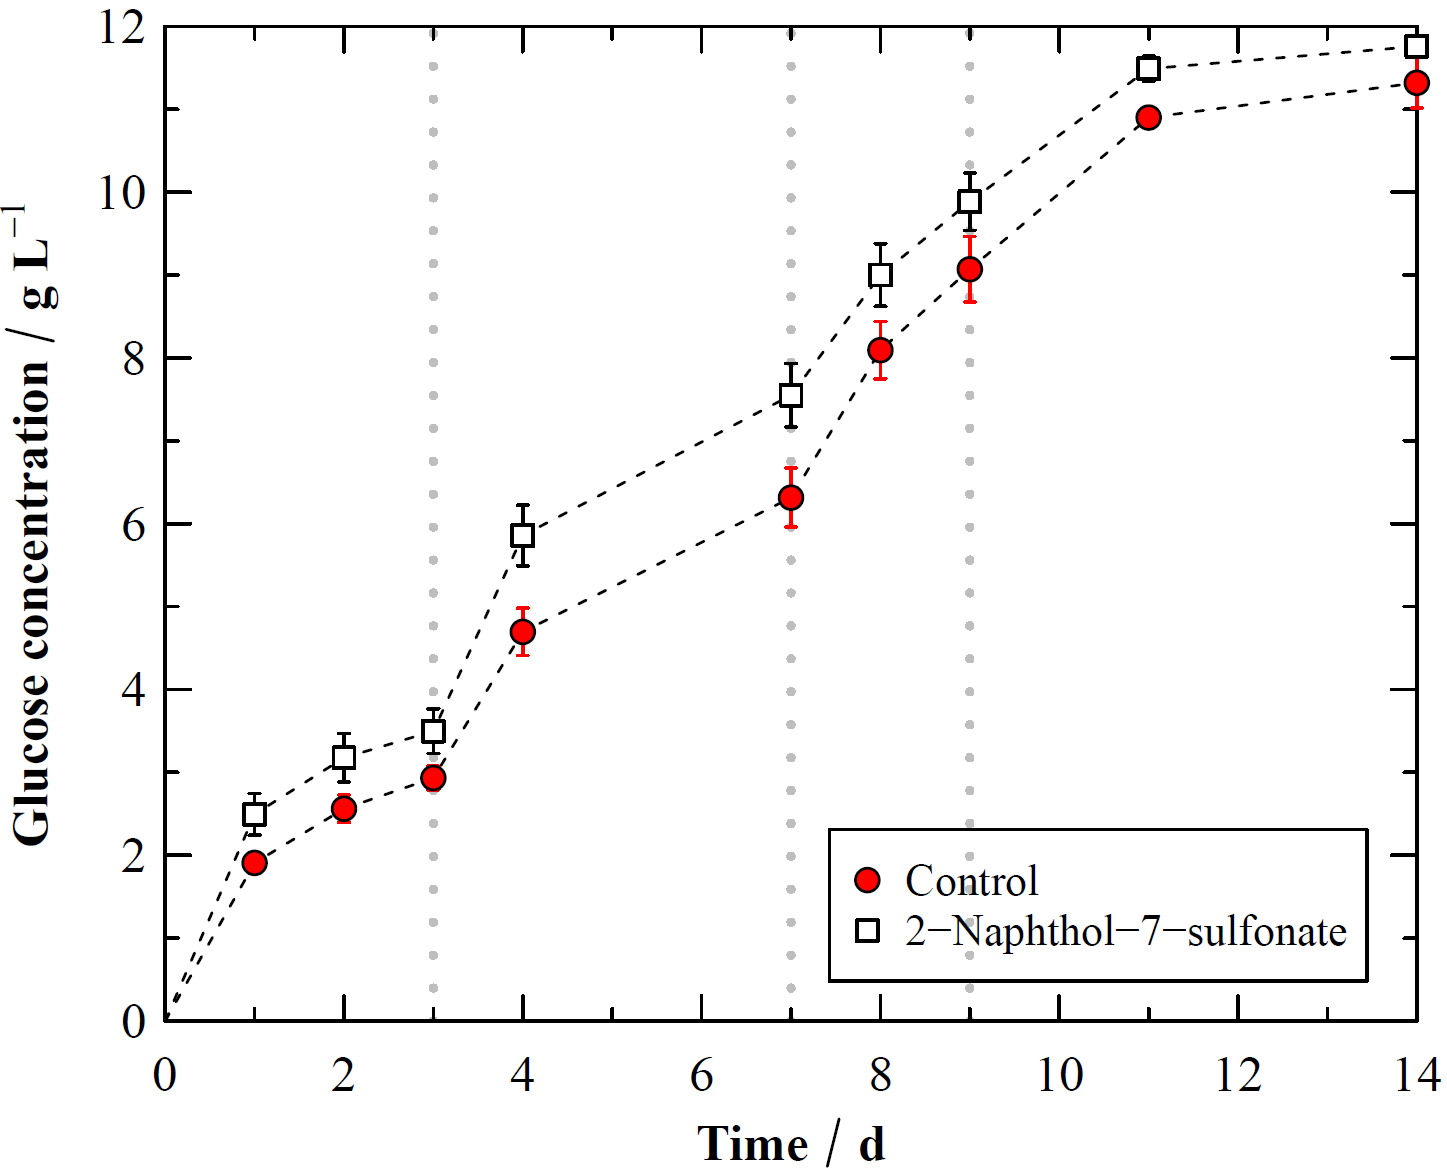 12
10
8
6
4
2
0
Glucose concentration / g L⁻¹
Control
2−Naphthol−7−sulfonate
0 2 4 6 8 10 12 14
Time / d